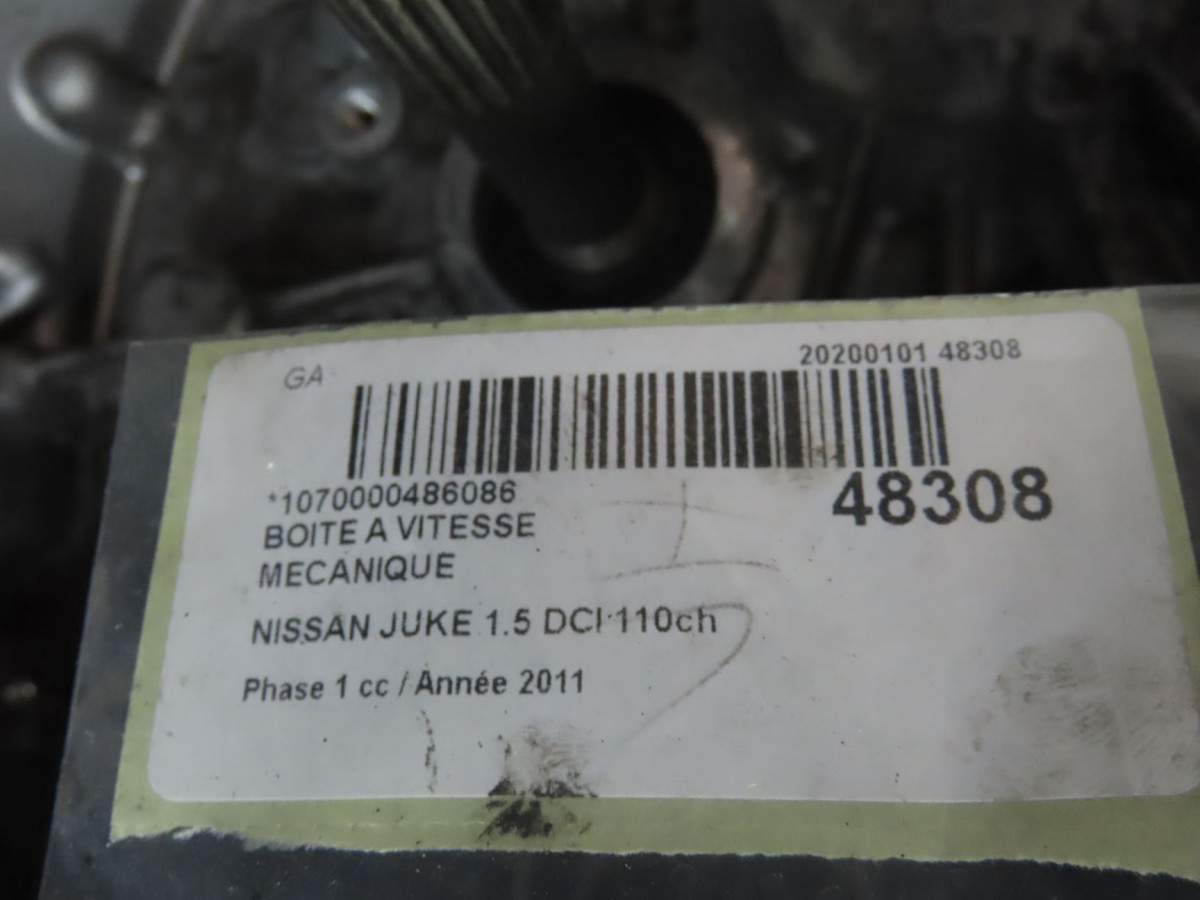 GA
20200101 48308
*1070000486086
48308
BOITE A VITESSE
MECANIQUE
NISSAN JUKE 1.5 DCI 110ch
Phase 1 cc / Année 2011